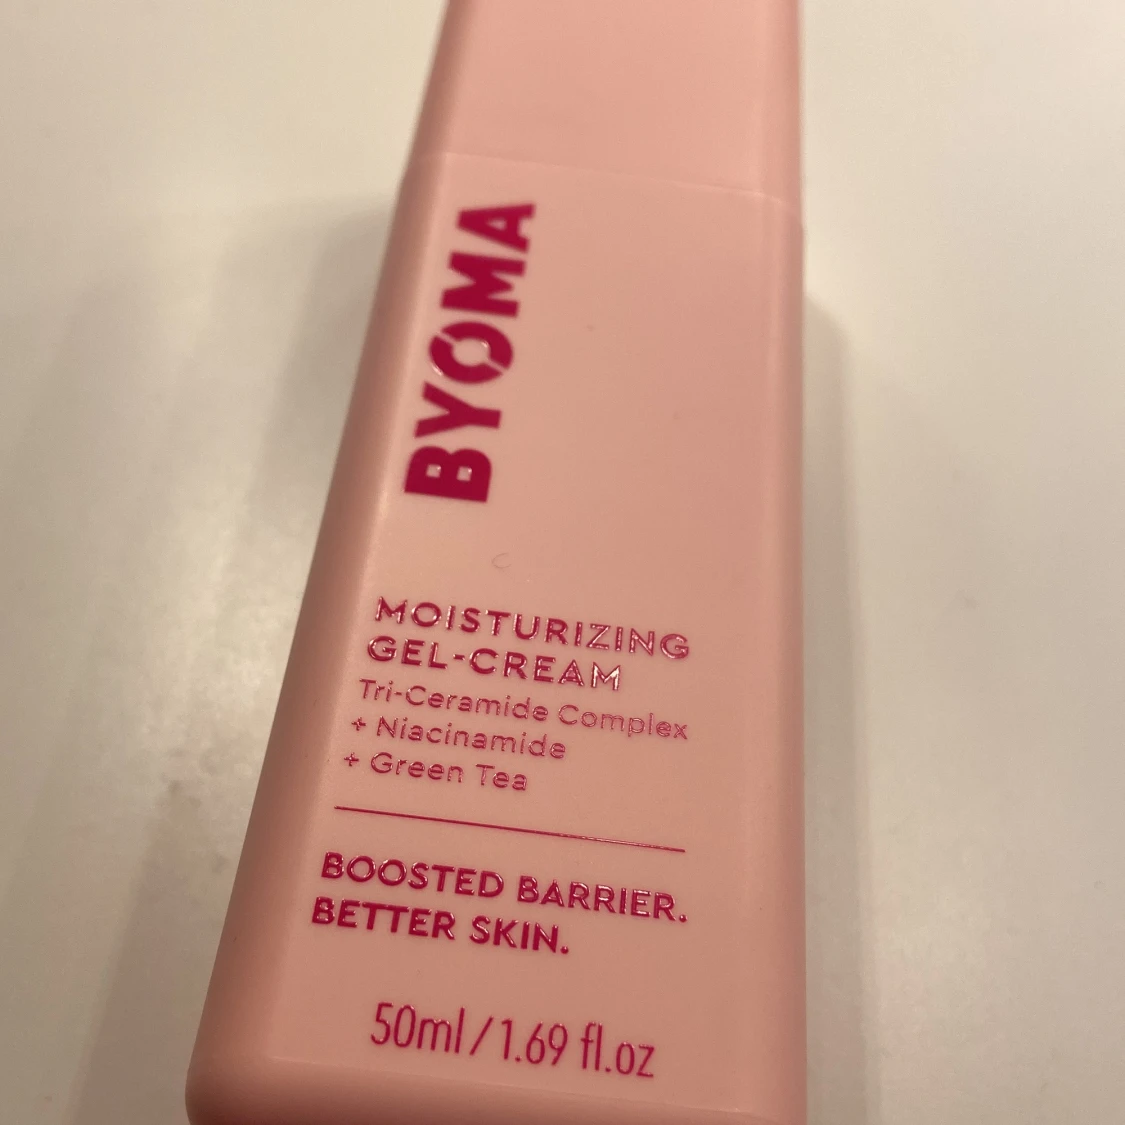 BYOMA
MOISTURIZING
GEL-CREAM
Tri-Ceramide Complex
+ Niacinamide
+ Green Tea
BOOSTED BARRIER.
BETTER SKIN.
50ml/1.69 fl.oz